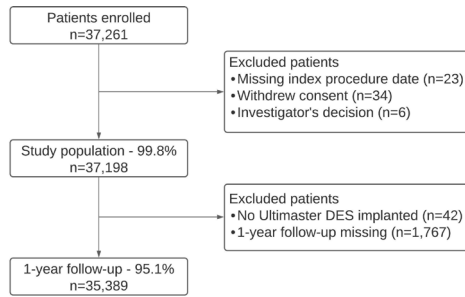 Patients enrolled
n=37,261
Excluded patients
•Missing index procedure date (n=23)
•Withdrew consent (n=34)
•Investigator's decision (n=6)
Study population - 99.8%
n=37,198
Excluded patients
•No Ultimaster DES implanted (n=42)
•1-year follow-up missing (n=1,767)
1-year follow-up - 95.1%
n=35,389